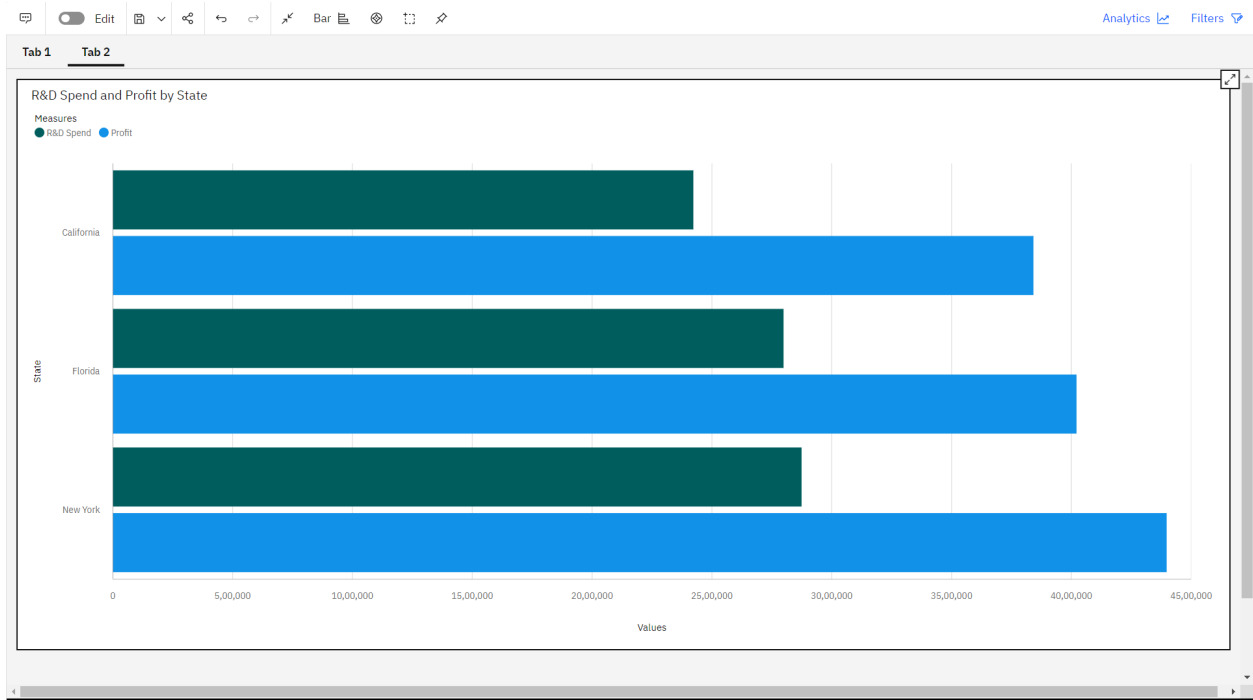 Edit Bar Analytics Filters
Tab 1 Tab 2
R&D Spend and Profit by State
Measures
R&D Spend Profit
California
Florida
New York
State
0 5,00,000 10,00,000 15,00,000 20,00,000 25,00,000 30,00,000 35,00,000 40,00,000 45,00,000
Values